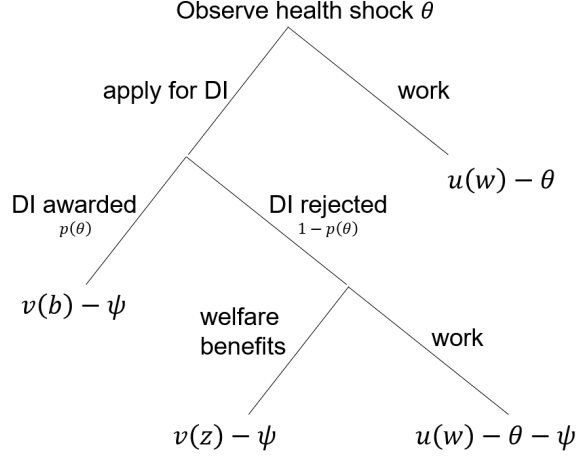 Observe health shock θ
apply for DI
work
u(w) − θ
DI awarded
p(θ)
DI rejected
1 − p(θ)
v(b) − ψ
welfare
benefits
work
v(z) − ψ
u(w) − θ − ψ